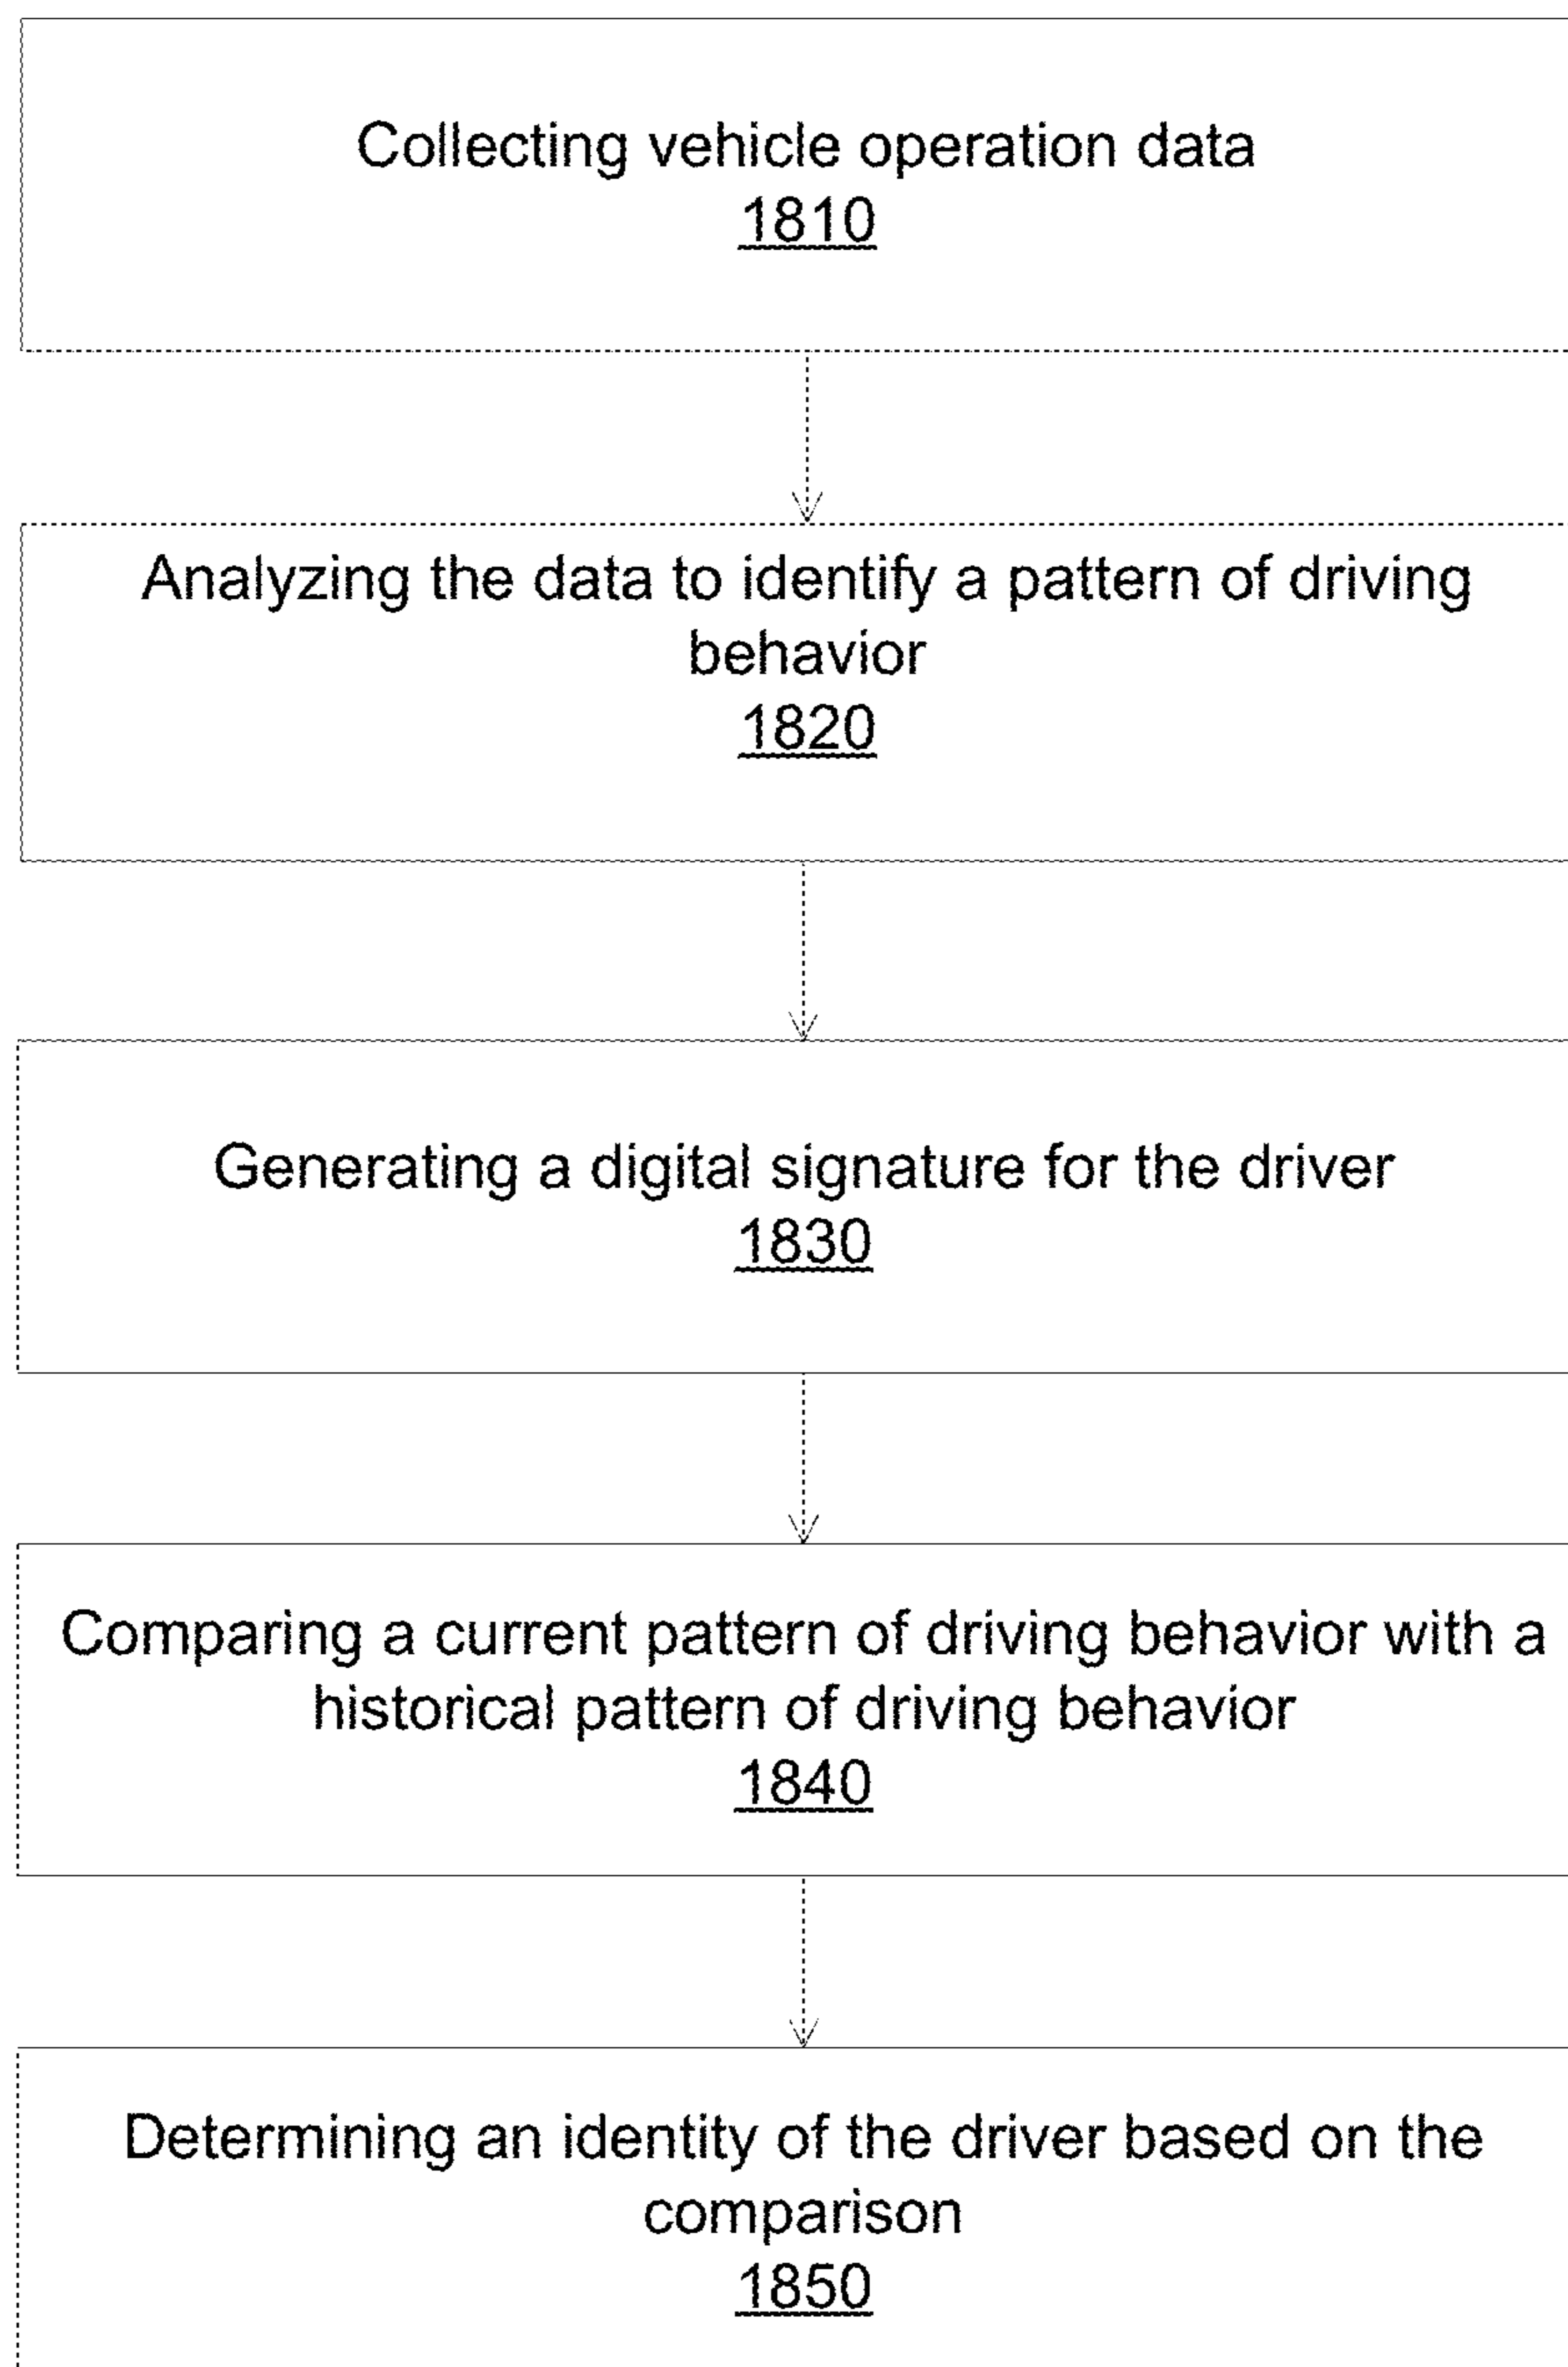 Collecting vehicle operation data
1810
Analyzing the data to identify a pattern of driving
behavior
1820
Generating a digital signature for the driver
1830
Comparing a current pattern of driving behavior with a
historical pattern of driving behavior
1840
Determining an identity of the driver based on the
comparison
1850